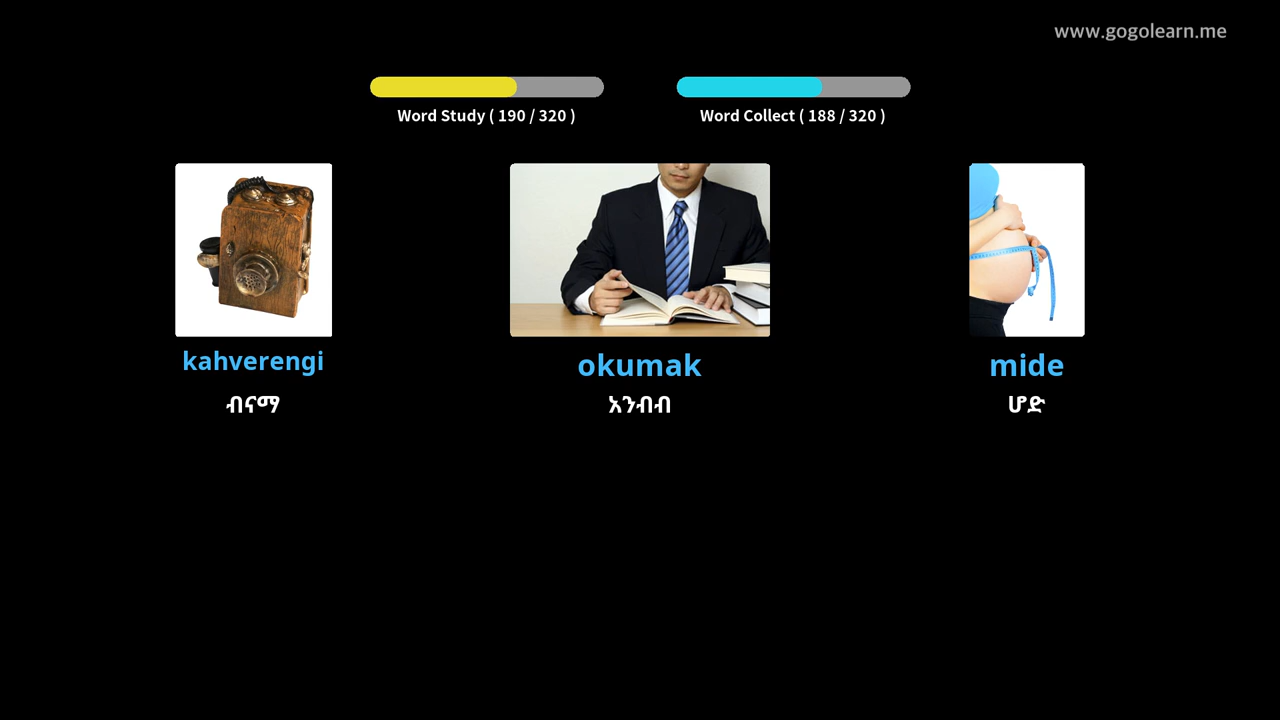 www.gogolearn.me
Word Study ( 190 / 320 )
Word Collect ( 188 / 320 )
kahverengi
okumak
mide
ብናማ
አንብብ
ሆድ